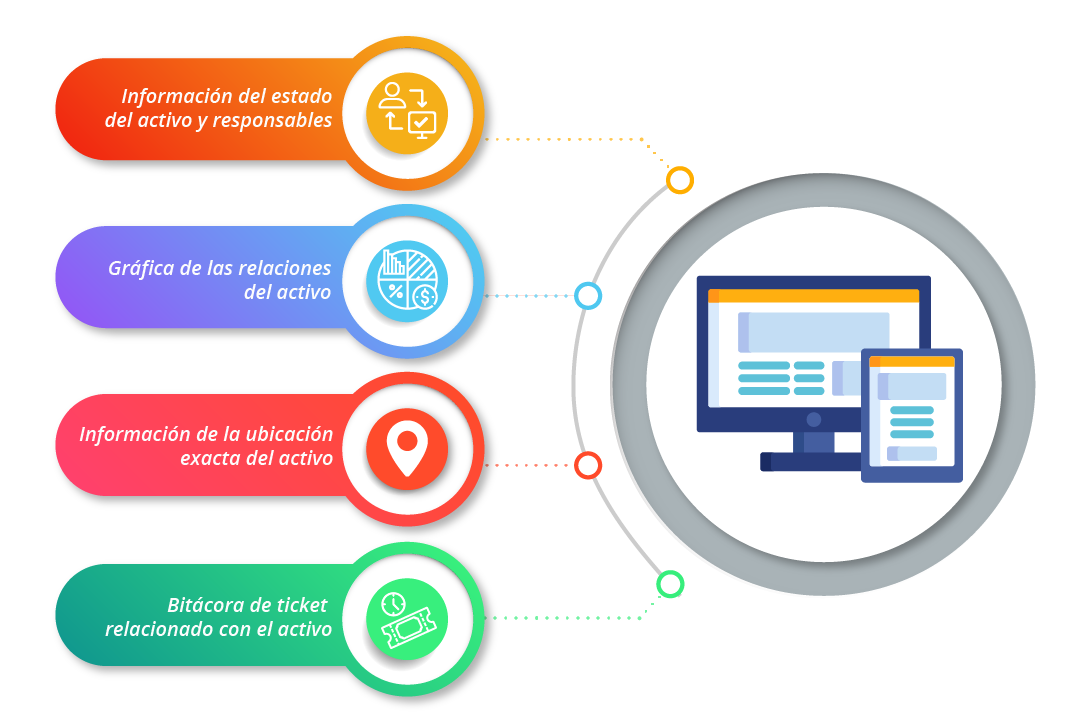 Información del estado
del activo y responsables
Gráfica de las relaciones
del activo
Información de la ubicación
exacta del activo
Bitácora de ticket
relacionado con el activo